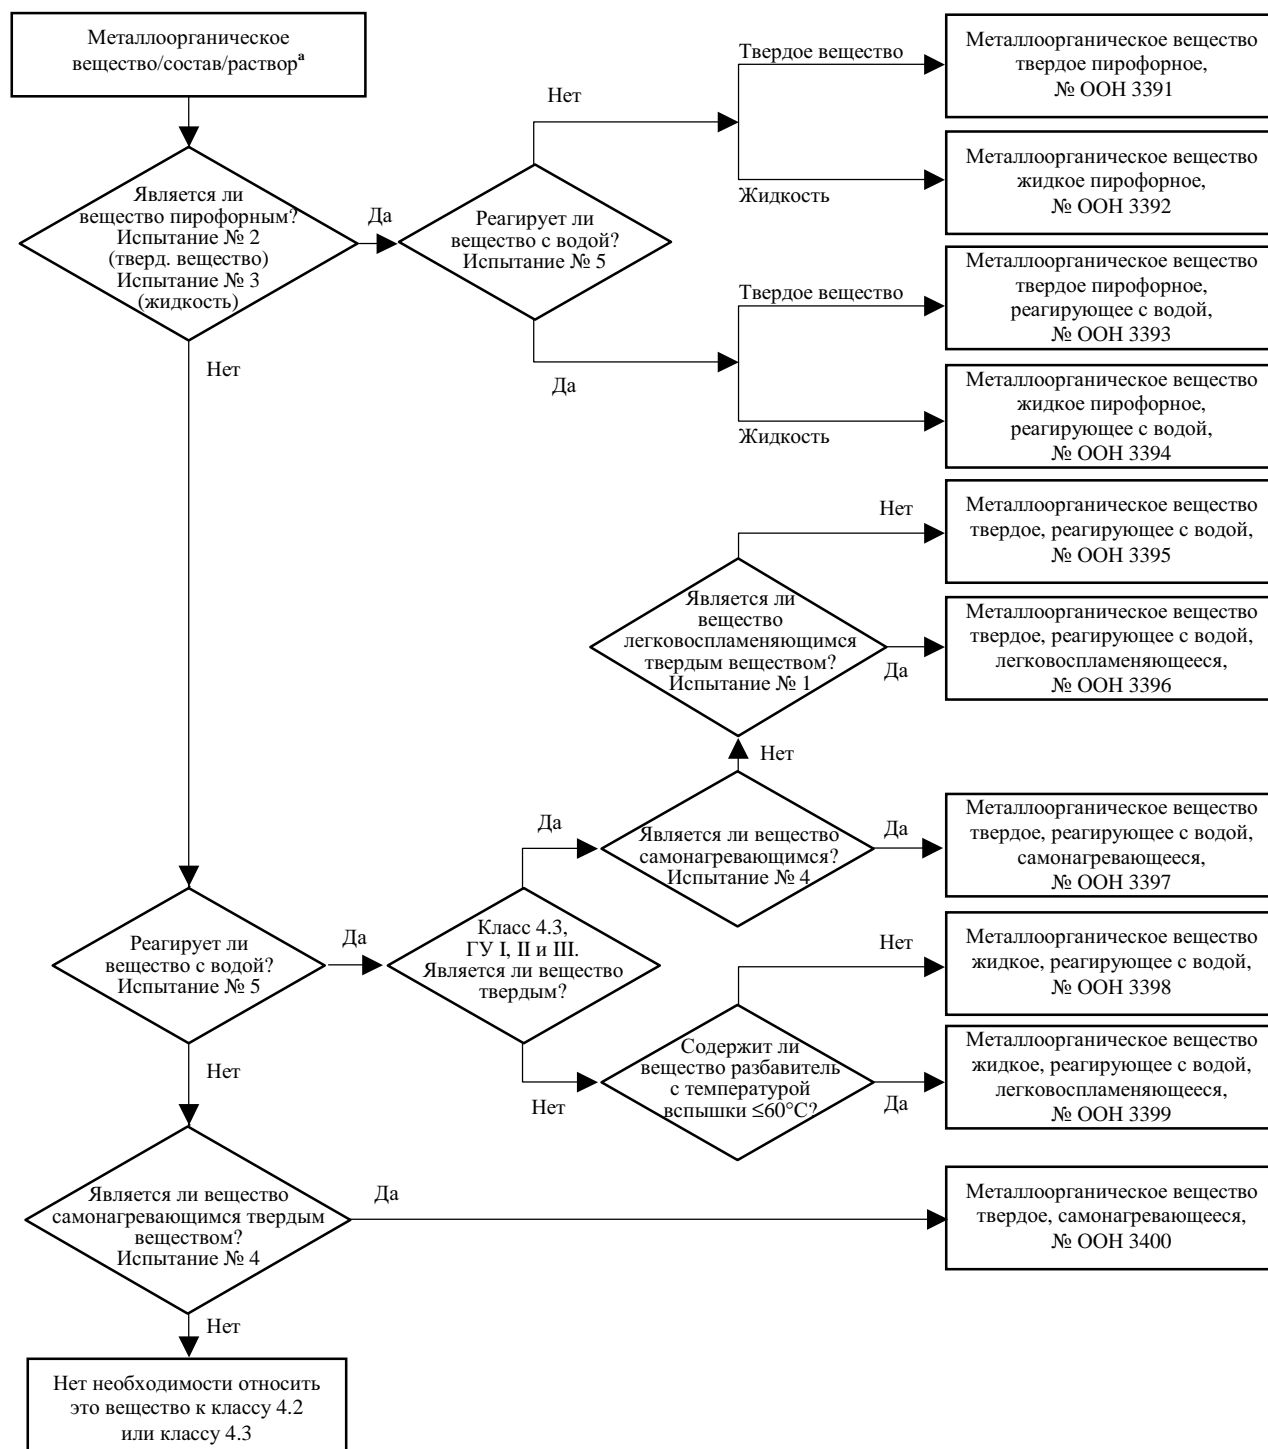 Металлоорганическое
вещество/состав/раствор^a
Является ли
вещество пирофорным?
Испытание № 2
(тверд. вещество)
Испытание № 3
(жидкость)
Да
Нет
Реагирует ли
вещество с водой?
Испытание № 5
Нет
Да
Твердое вещество
Жидкость
Твердое вещество
Жидкость
Металлоорганическое вещество
твердое пирофорное,
№ ООН 3391
Металлоорганическое вещество
жидкое пирофорное,
№ ООН 3392
Металлоорганическое вещество
твердое пирофорное,
реагирующее с водой,
№ ООН 3393
Металлоорганическое вещество
жидкое пирофорное,
реагирующее с водой,
№ ООН 3394
Нет
Металлоорганическое вещество
твердое, реагирующее с водой,
№ ООН 3395
Является ли
вещество
легковоспламеняющимся
твердым веществом?
Испытание № 1
Да
Металлоорганическое вещество
твердое, реагирующее с водой,
легковоспламеняющееся,
№ ООН 3396
Нет
Да
Является ли вещество
самонагревающимся?
Испытание № 4
Да
Металлоорганическое вещество
твердое, реагирующее с водой,
самонагревающееся,
№ ООН 3397
Реагирует ли
вещество с водой?
Испытание № 5
Да
Класс 4.3,
ГУ I, II и III.
Является ли вещество
твердым?
Нет
Металлоорганическое вещество
жидкое, реагирующее с водой,
№ ООН 3398
Нет
Нет
Содержит ли
вещество разбавитель
с температурой
вспышки ≤60°C?
Да
Металлоорганическое вещество
жидкое, реагирующее с водой,
легковоспламеняющееся,
№ ООН 3399
Является ли вещество
самонагревающимся твердым
веществом?
Испытание № 4
Да
Металлоорганическое вещество
твердое, самонагревающееся,
№ ООН 3400
Нет
Нет необходимости относить
это вещество к классу 4.2
или классу 4.3